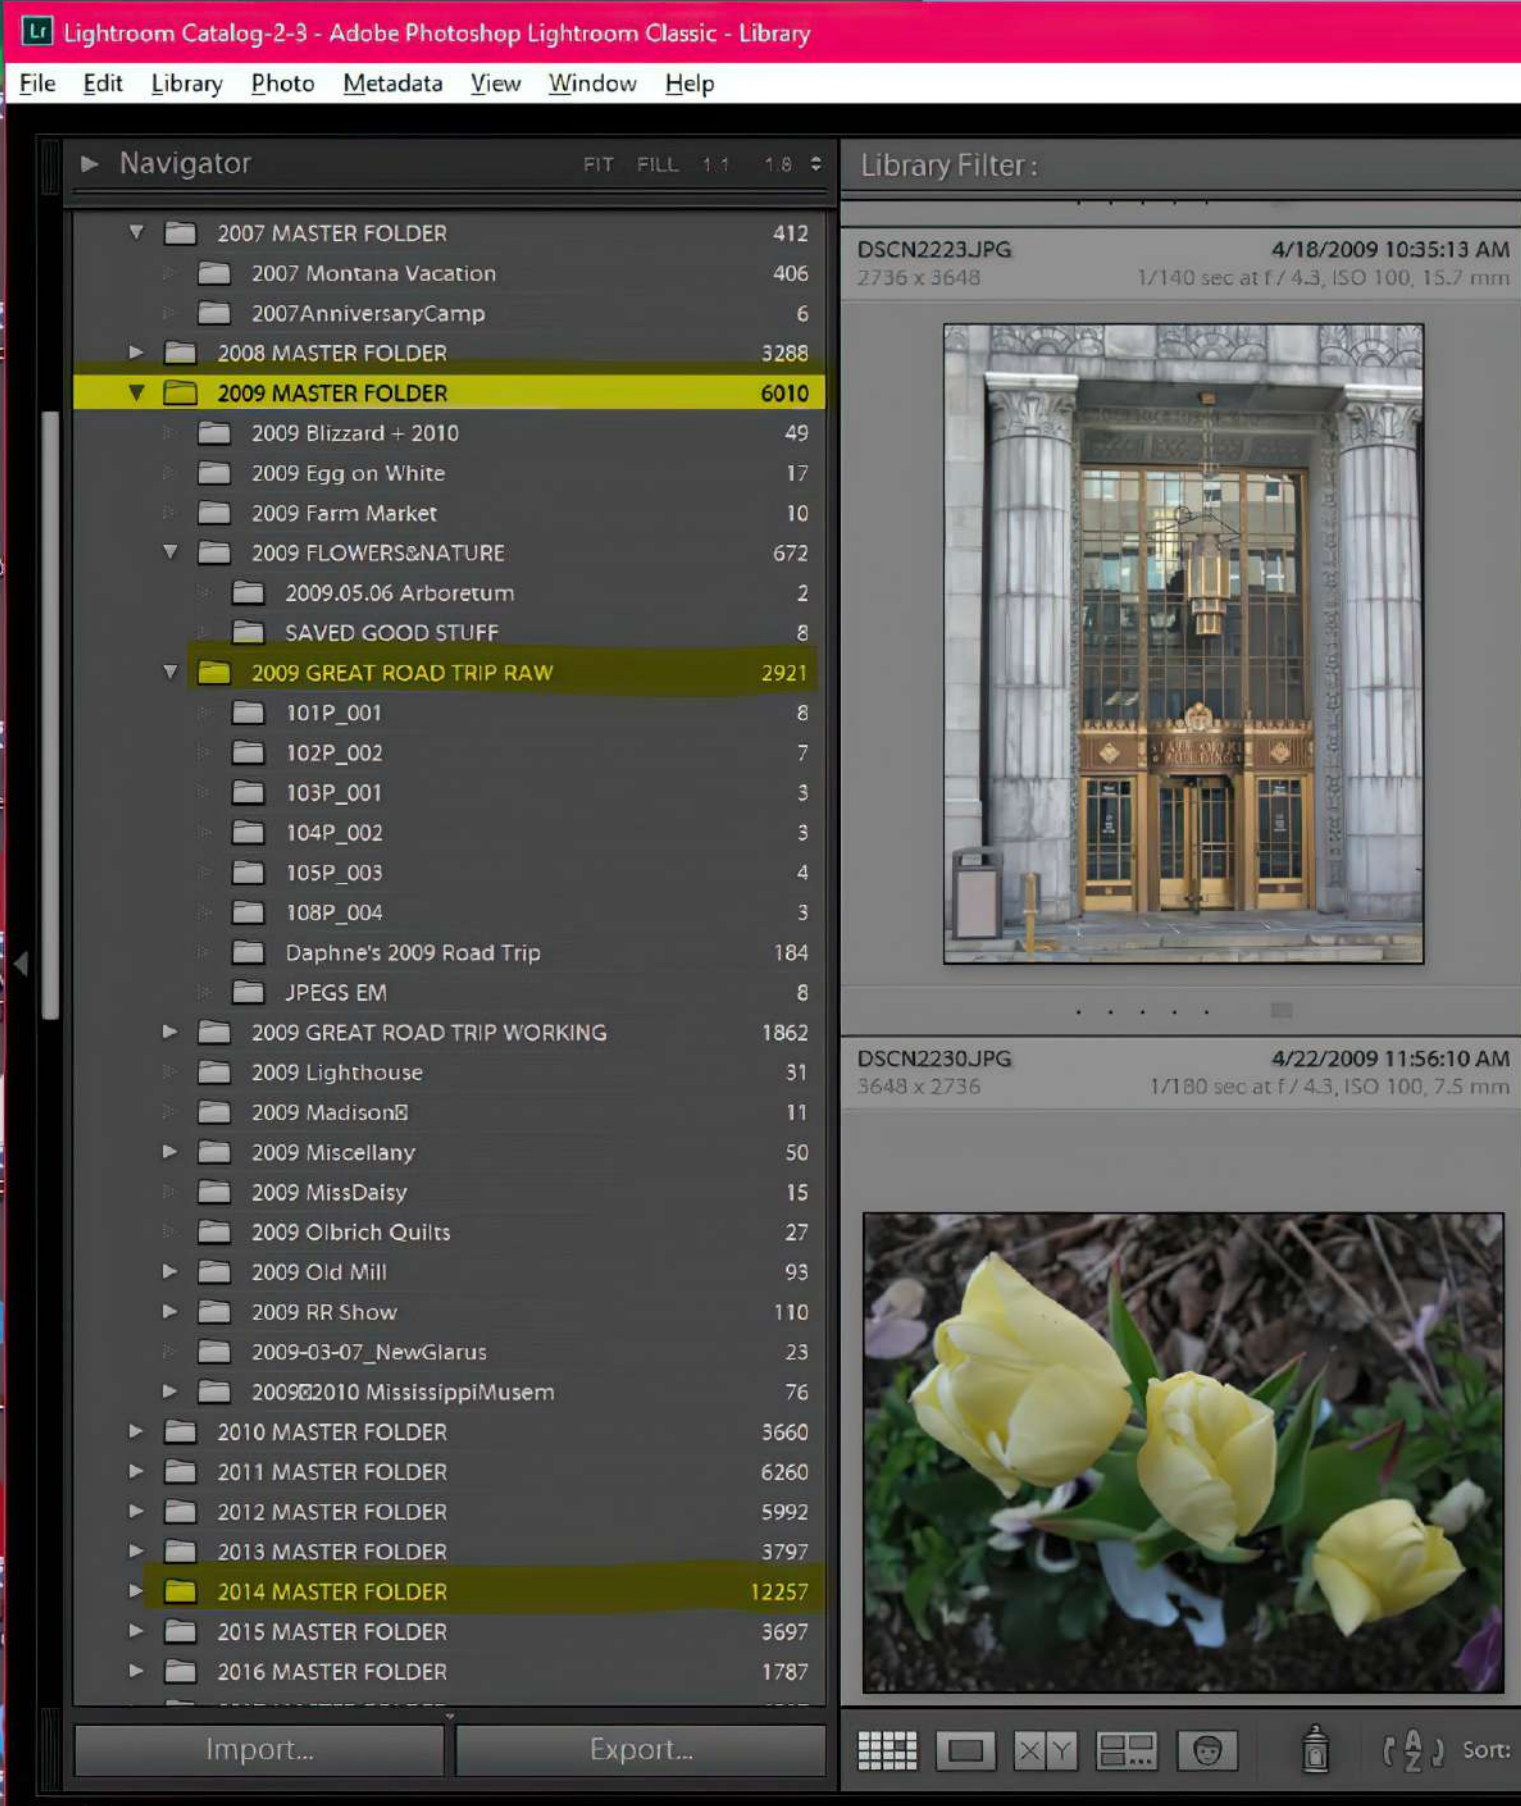 Lr Lightroom Catalog-2-3 - Adobe Photoshop Lightroom Classic - Library
File Edit Library Photo Metadata View Window Help
Navigator FIT FILL 1:1 1:8
2007 MASTER FOLDER 412
2007 Montana Vacation 406
2007AnniversaryCamp 6
2008 MASTER FOLDER 3288
2009 MASTER FOLDER 6010
2009 Blizzard + 2010 49
2009 Egg on White 17
2009 Farm Market 10
2009 FLOWERS&NATURE 672
2009.05.06 Arboretum 2
SAVED GOOD STUFF 8
2009 GREAT ROAD TRIP RAW 2921
101P_001 8
102P_002 7
103P_001 3
104P_002 3
105P_003 4
108P_004 3
Daphne's 2009 Road Trip 184
JPEGS EM 8
2009 GREAT ROAD TRIP WORKING 1862
2009 Lighthouse 31
2009 Madison 11
2009 Miscellany 50
2009 MissDaisy 15
2009 Olbrich Quilts 27
2009 Old Mill 93
2009 RR Show 110
2009-03-07_NewGlarus 23
2009 2010 MississippiMusem 76
2010 MASTER FOLDER 3660
2011 MASTER FOLDER 6260
2012 MASTER FOLDER 5992
2013 MASTER FOLDER 3797
2014 MASTER FOLDER 12257
2015 MASTER FOLDER 3697
2016 MASTER FOLDER 1787
Import... Export...
Library Filter :
DSCN2223.JPG 4/18/2009 10:35:13 AM
2736 x 3648 1/140 sec at f / 4.3, ISO 100, 15.7 mm
STATE OFFICE
BUILDING
DSCN2230.JPG 4/22/2009 11:56:10 AM
3648 x 2736 1/180 sec at f / 4.3, ISO 100, 7.5 mm
X Y
A
Z
Sort: